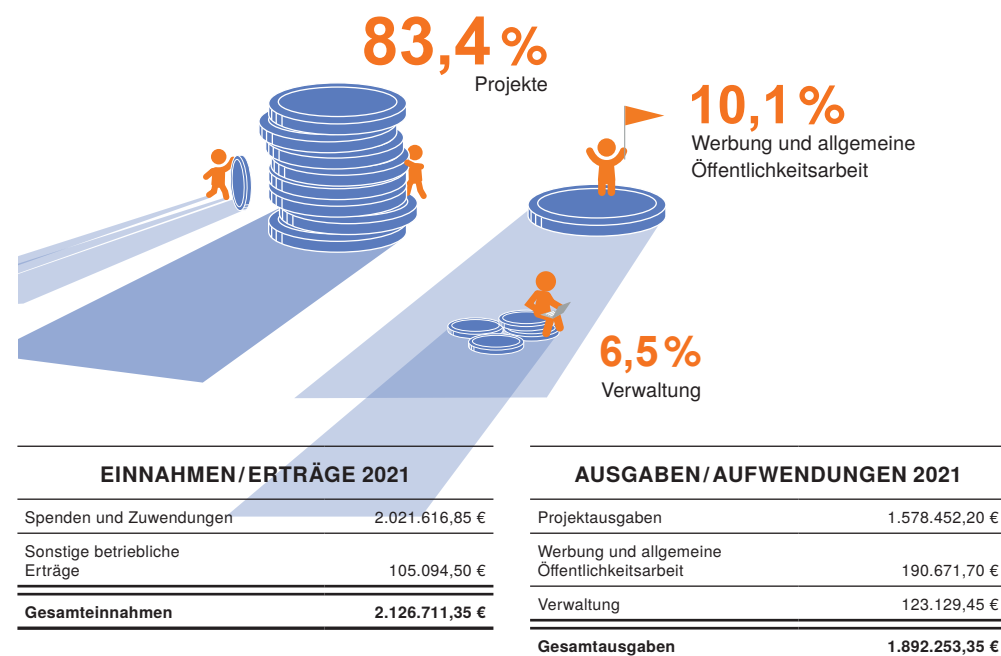 83,4 %
Projekte
10,1 %
Werbung und allgemeine
Öffentlichkeitsarbeit
6,5 %
Verwaltung
EINNAHMEN/ERTRÄGE 2021
Spenden und Zuwendungen 2.021.616,85 €
Sonstige betriebliche
Erträge 105.094,50 €
Gesamteinnahmen 2.126.711,35 €
AUSGABEN/AUFWENDUNGEN 2021
Projektausgaben 1.578.452,20 €
Werbung und allgemeine
Öffentlichkeitsarbeit 190.671,70 €
Verwaltung 123.129,45 €
Gesamtausgaben 1.892.253,35 €